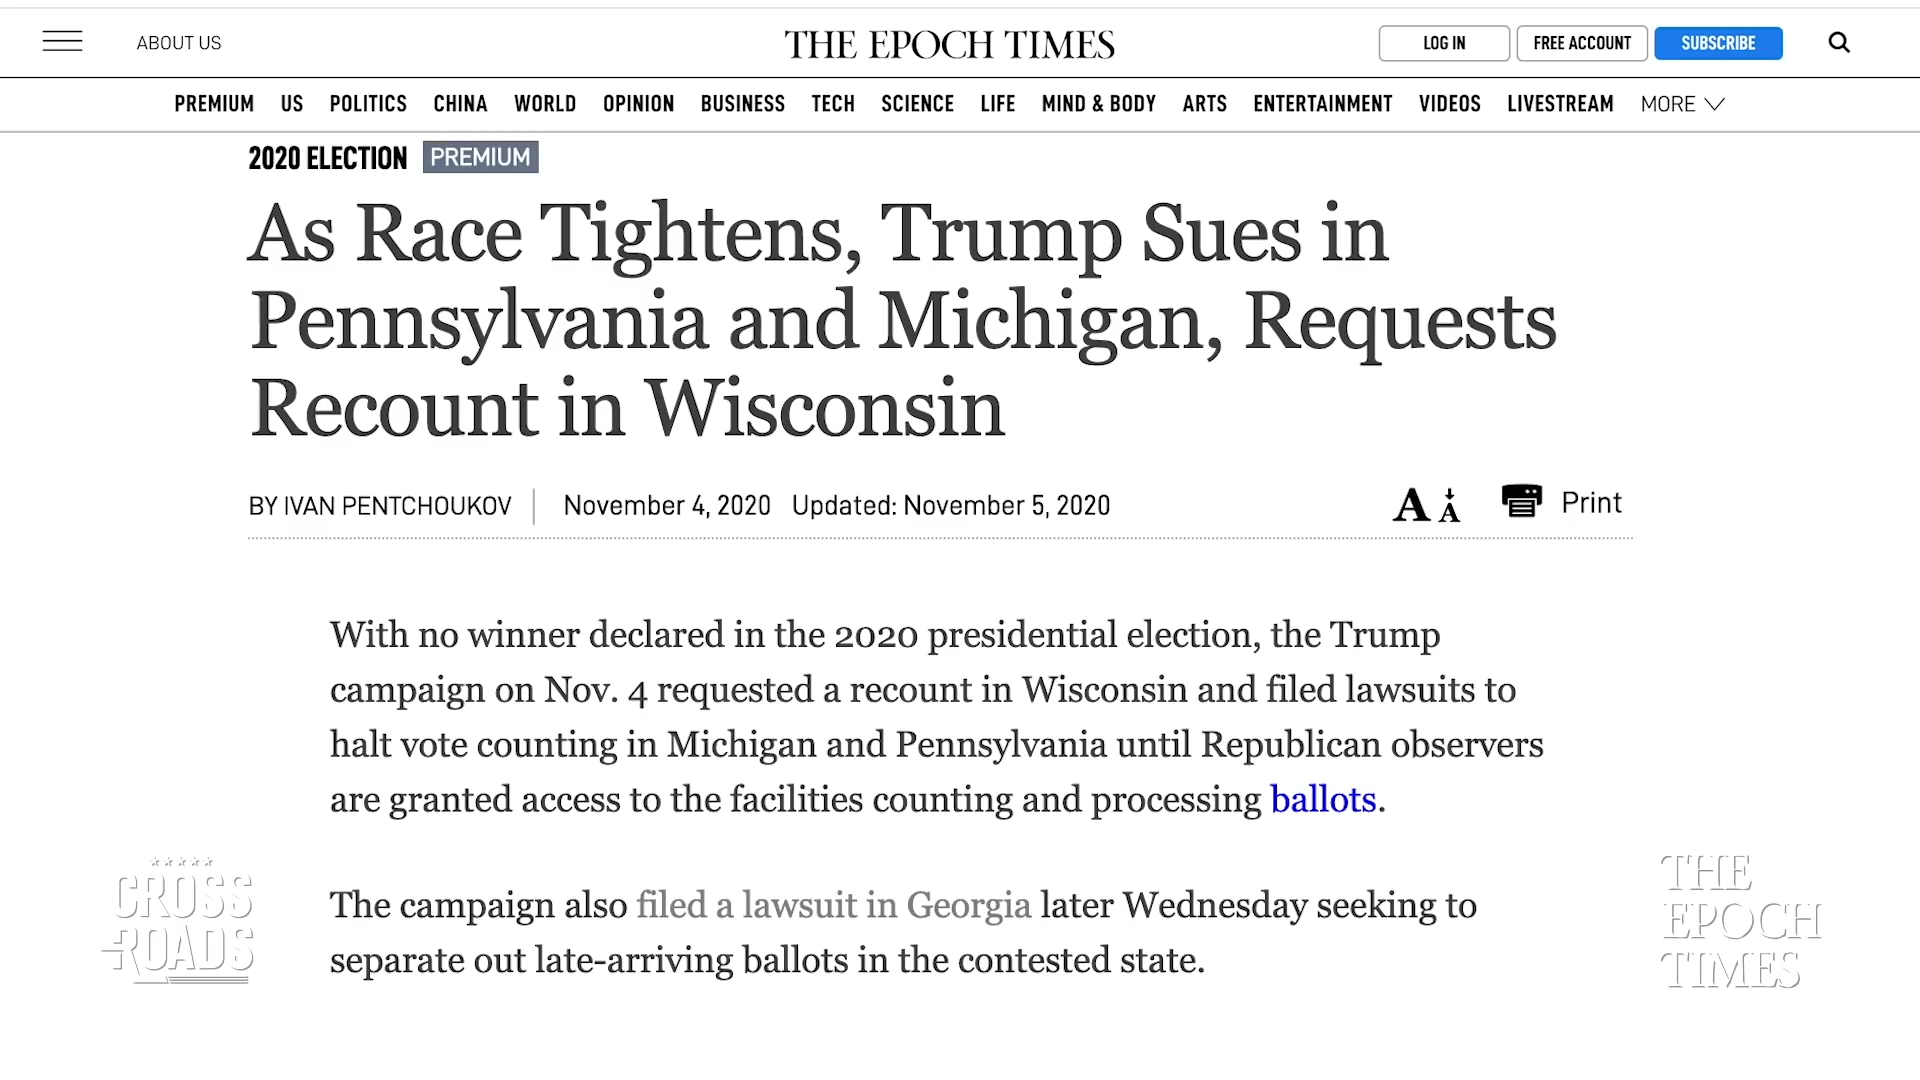 ABOUT US
THE EPOCH TIMES
LOG IN
FREE ACCOUNT
SUBSCRIBE
PREMIUM US POLITICS CHINA WORLD OPINION BUSINESS TECH SCIENCE LIFE MIND & BODY ARTS ENTERTAINMENT VIDEOS LIVESTREAM MORE
2020 ELECTION PREMIUM
As Race Tightens, Trump Sues in
Pennsylvania and Michigan, Requests
Recount in Wisconsin
BY IVAN PENTCHOUKOV November 4, 2020 Updated: November 5, 2020
A A Print
With no winner declared in the 2020 presidential election, the Trump
campaign on Nov. 4 requested a recount in Wisconsin and filed lawsuits to
halt vote counting in Michigan and Pennsylvania until Republican observers
are granted access to the facilities counting and processing ballots.
The campaign also filed a lawsuit in Georgia later Wednesday seeking to
separate out late-arriving ballots in the contested state.
CROSS
ROADS
THE
EPOCH
TIMES